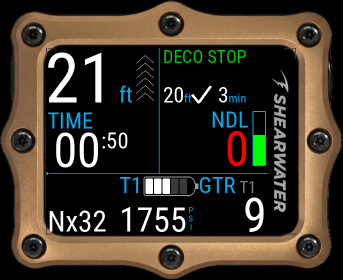 DECO STOP
21 ft
20ft 3min
TIME
00:50
NDL
0
SHEARWATER
T1 GTR T1
Nx32 1755 PSI 9